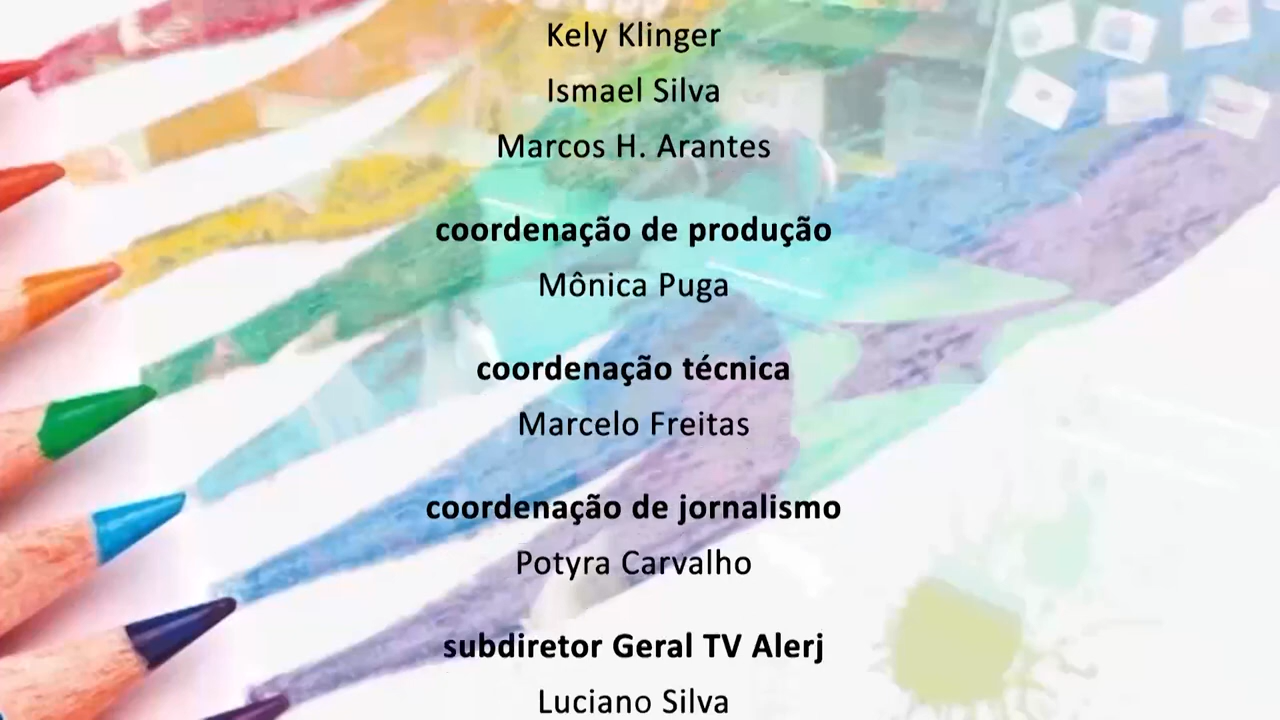 Kely Klinger
Ismael Silva
Marcos H. Arantes
coordenação de produção
Mônica Puga
coordenação técnica
Marcelo Freitas
coordenação de jornalismo
Potyra Carvalho
subdiretor Geral TV Alerj
Luciano Silva